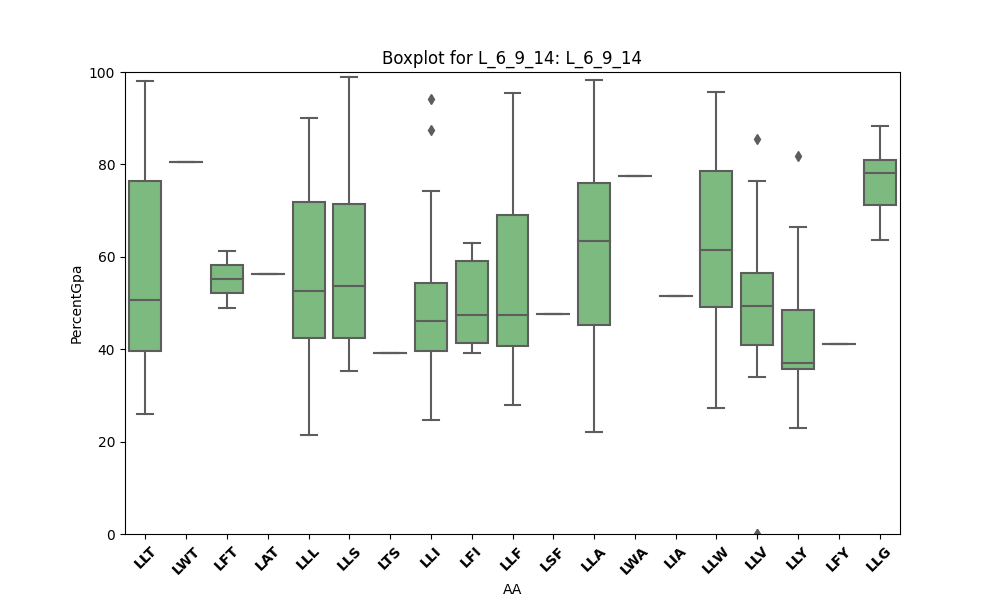 Boxplot for L_6_9_14: L_6_9_14
100
80
60
40
20
0
PercentGpa
LLT LWT LFT LAT LLL LLS LTS LLI LFI LLF LSF LLA LWA LIA LLW LLV LLY LFY LLG
AA